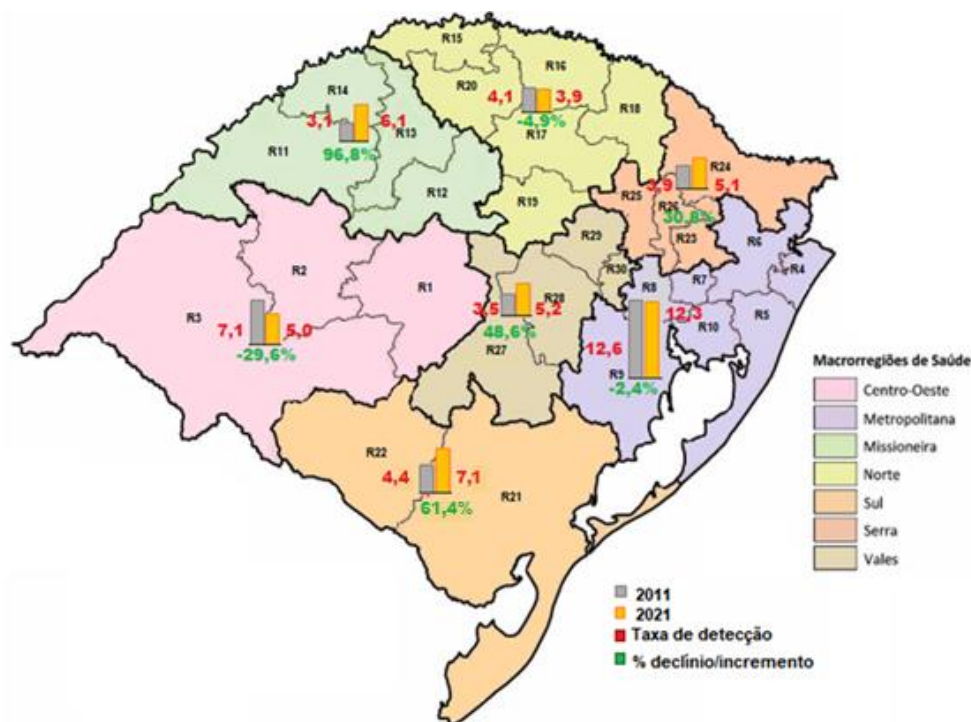 R15
R16
R20
4,1
3,9
-4,9%
R18
R17
R19
R14
3,1
6,1
R13
96,8%
R11
R12
R24
3,9
5,1
R25
R26
30,8%
R23
R6
R4
R29
R30
R8
R7
R5
R10
R2
R1
R3
7,1
5,0
-29,6%
3,5
5,2
R28
48,6%
R27
12,3
12,6
R9
-2,4%
R22
4,4
7,1
R21
61,4%
Macrorregiões de Saúde
Centro-Oeste
Metropolitana
Missioneira
Norte
Sul
Serra
Vales
2011
2021
Taxa de detecção
% declínio/incremento